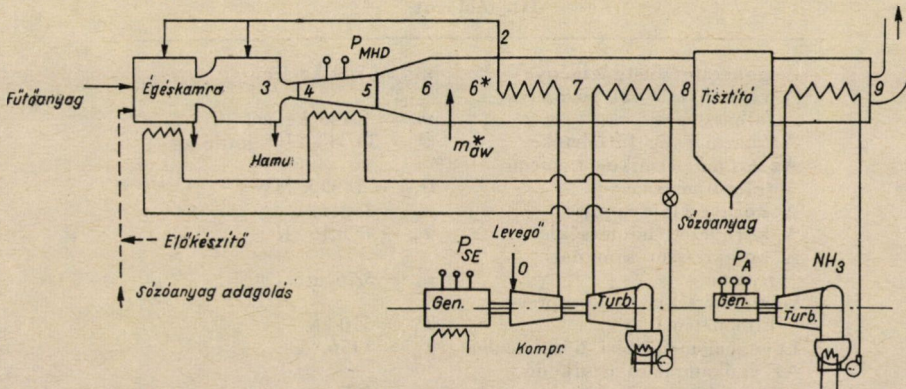 2
P_MHD
Fűtőanyag
Égéskamra
3
4
5
6
6*
7
8
Tisztító
9
m*aw
Hamu
Sózóanyag
Előkészítő
Levegő
P_SE
0
P_A
NH₃
Sózóanyag adagolás
Gen.
Turb.
Gen.
Turb.
Kompr.